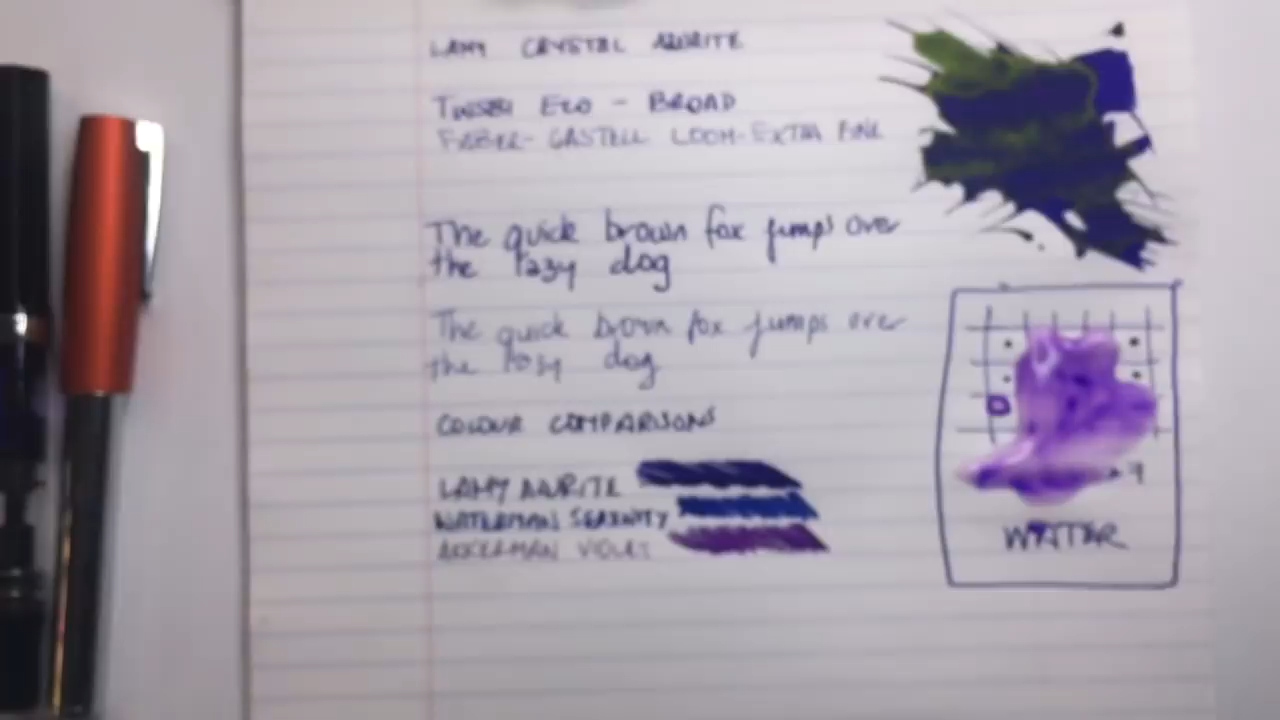 LAMY CRYSTAL AZURITE
TWSBI ECO - BROAD
FABER-CASTELL LOOM-EXTRA FINE
The quick brown fox jumps over
the lazy dog
The quick brown fox jumps over
the lazy dog
COLOUR COMPARISONS
LAMY AZURITE
WATERMAN SERENITY
AKKERMAN VIOLET
WATER